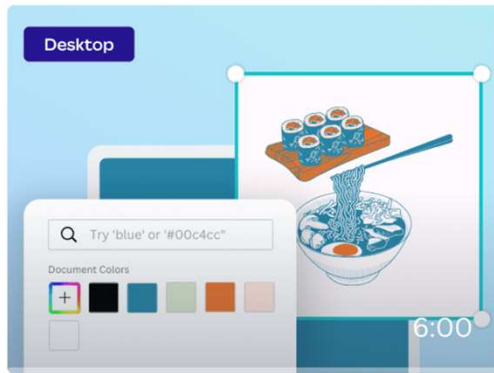 Desktop
Try 'blue' or '#00c4cc"
Document Colors
+
6:00